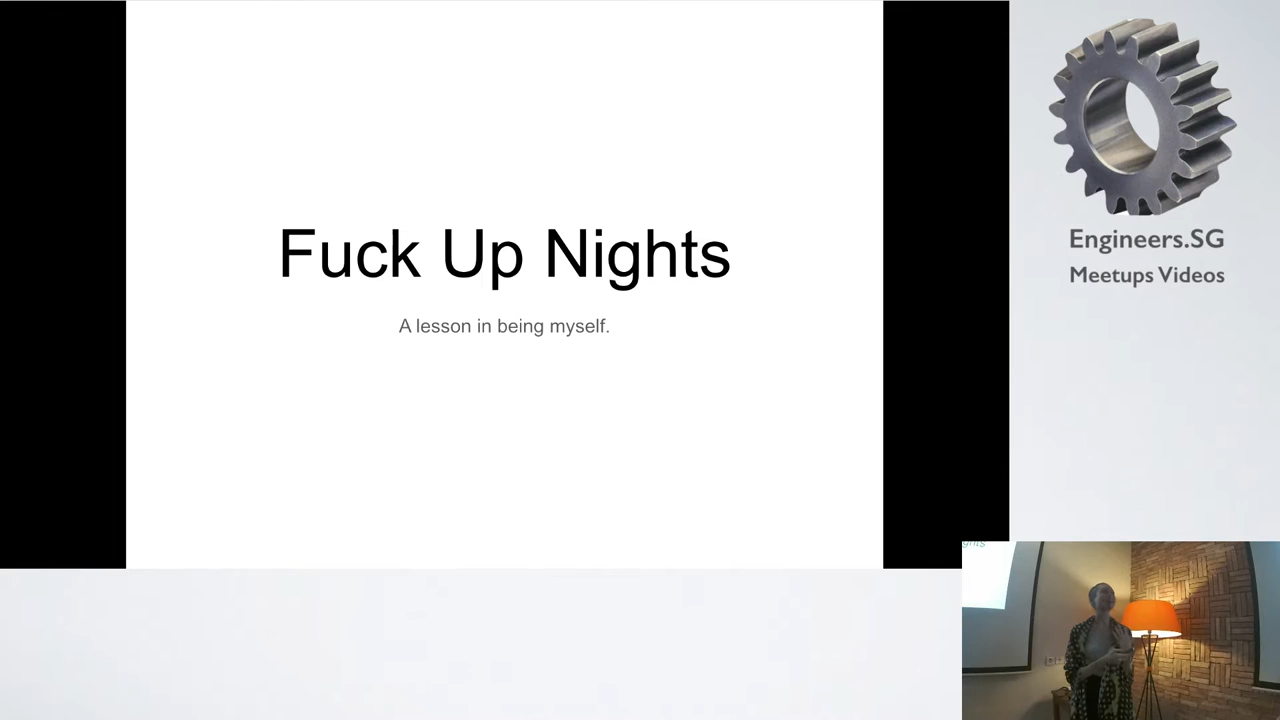 Fuck Up Nights
A lesson in being myself.
Engineers.SG
Meetups Videos